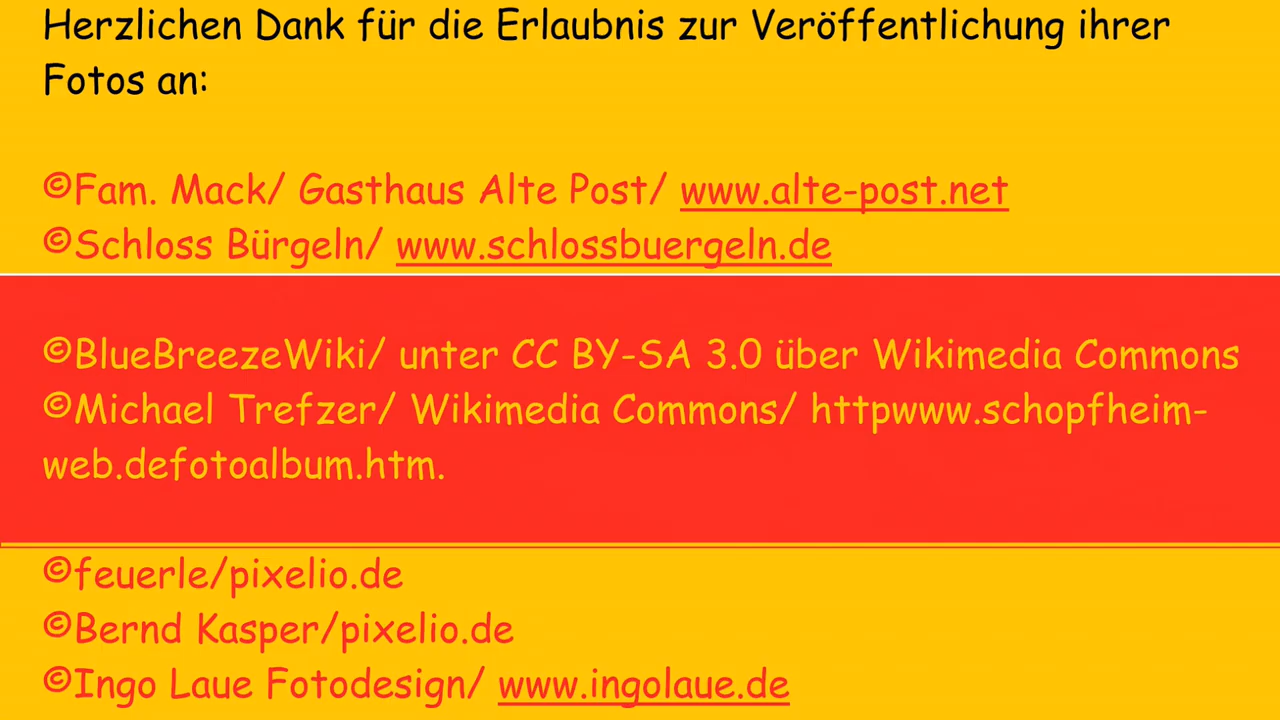 Herzlichen Dank für die Erlaubnis zur Veröffentlichung ihrer
Fotos an:
©Fam. Mack/ Gasthaus Alte Post/ www.alte-post.net
©Schloss Bürgeln/ www.schlossbuergeln.de
©BlueBreezeWiki/ unter CC BY-SA 3.0 über Wikimedia Commons
©Michael Trefzer/ Wikimedia Commons/ httpwww.schopfheim-
web.defotoalbum.htm.
©feuerle/pixelio.de
©Bernd Kasper/pixelio.de
©Ingo Laue Fotodesign/ www.ingolaue.de